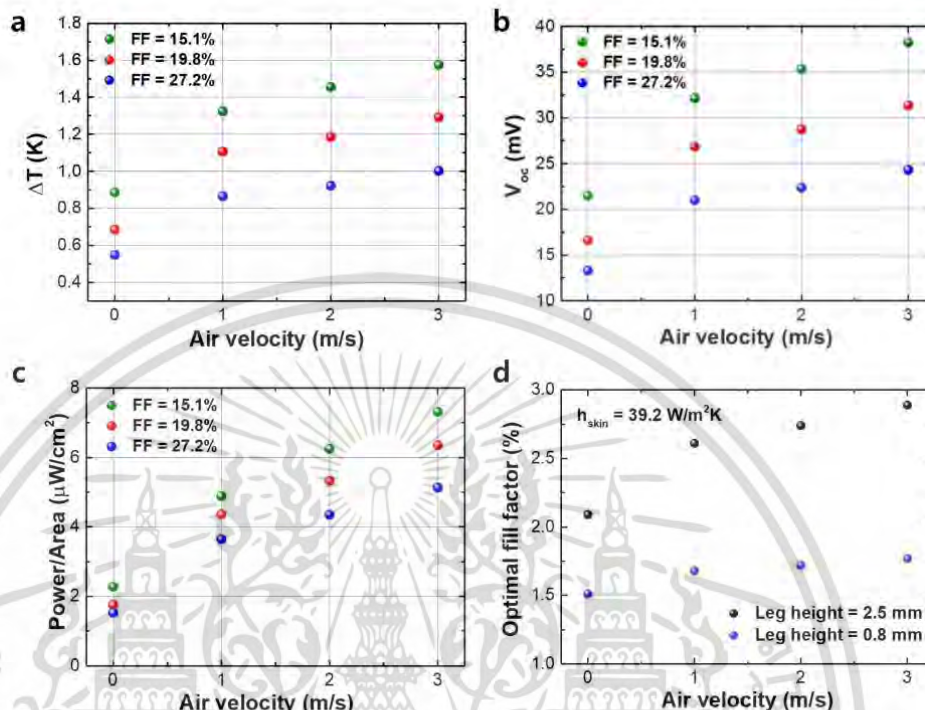 a
1.8
1.6
1.4
1.2
1.0
0.8
0.6
0.4
ΔT (K)
FF = 15.1%
FF = 19.8%
FF = 27.2%
0 1 2 3
Air velocity (m/s)
b
40
35
30
25
20
15
10
V_oc (mV)
FF = 15.1%
FF = 19.8%
FF = 27.2%
0 1 2 3
Air velocity (m/s)
c
8
6
4
2
0
Power/Area (μW/cm²)
FF = 15.1%
FF = 19.8%
FF = 27.2%
0 1 2 3
Air velocity (m/s)
d
3.0
2.5
2.0
1.5
1.0
Optimal fill factor (%)
h_skin = 39.2 W/m²K
Leg height = 2.5 mm
Leg height = 0.8 mm
0 1 2 3
Air velocity (m/s)